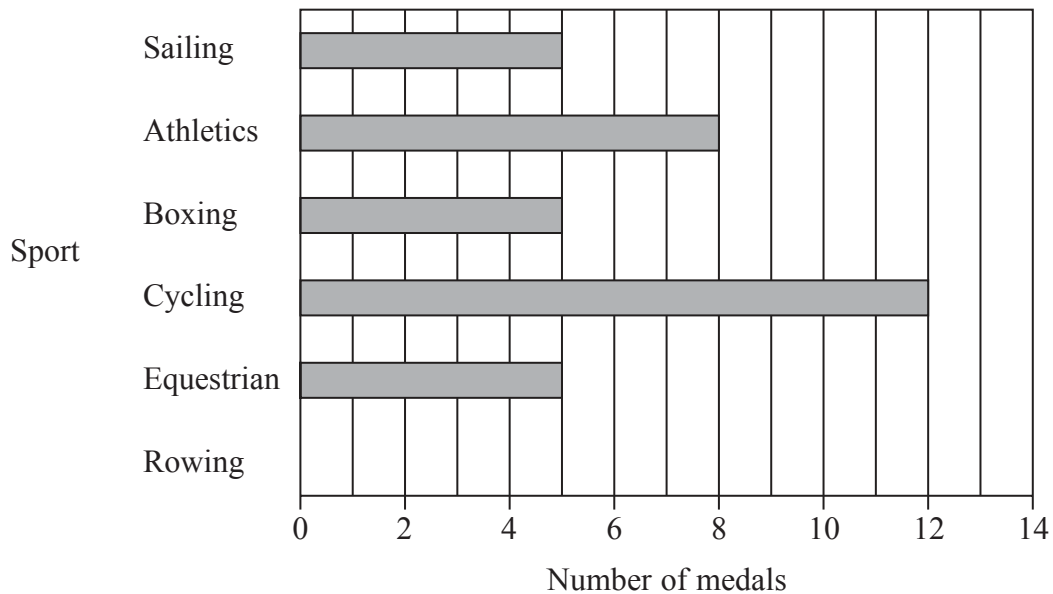 Sailing
Athletics
Boxing
Sport
Cycling
Equestrian
Rowing
0 2 4 6 8 10 12 14
Number of medals